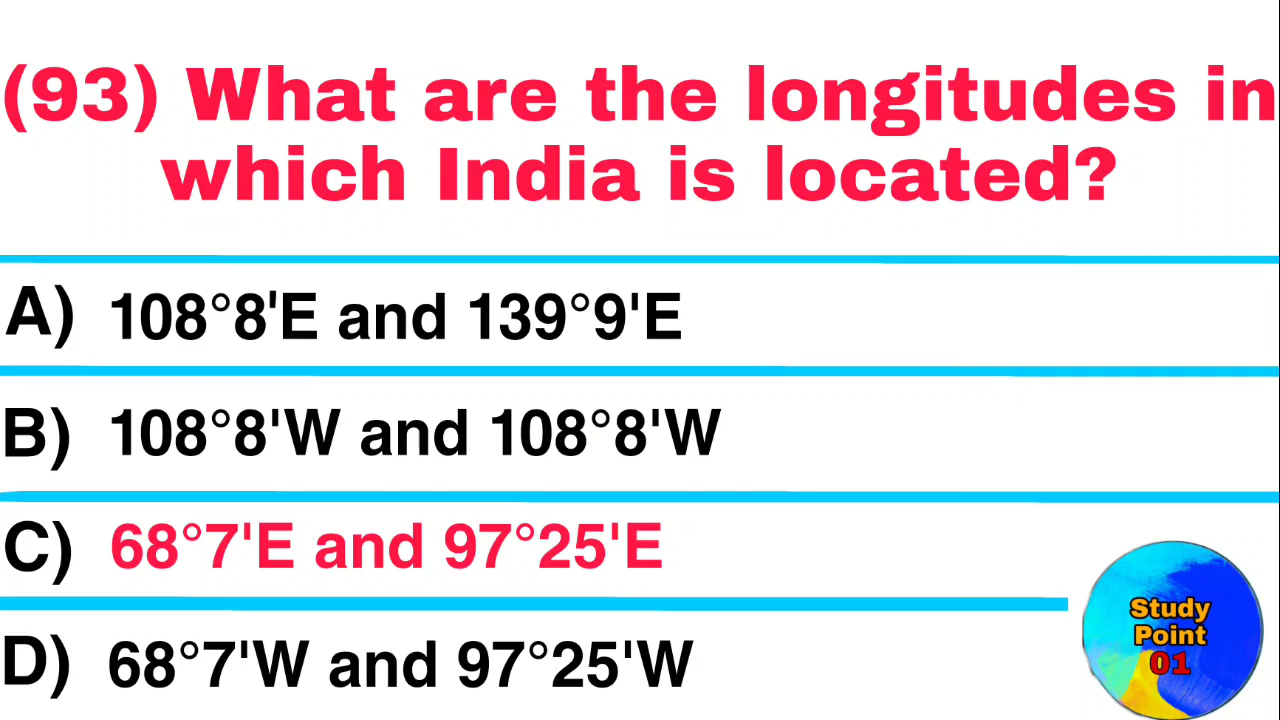 (93) What are the longitudes in
which India is located?
A) 108°8'E and 139°9'E
B) 108°8'W and 108°8'W
C) 68°7'E and 97°25'E
D) 68°7'W and 97°25'W
Study
Point
01